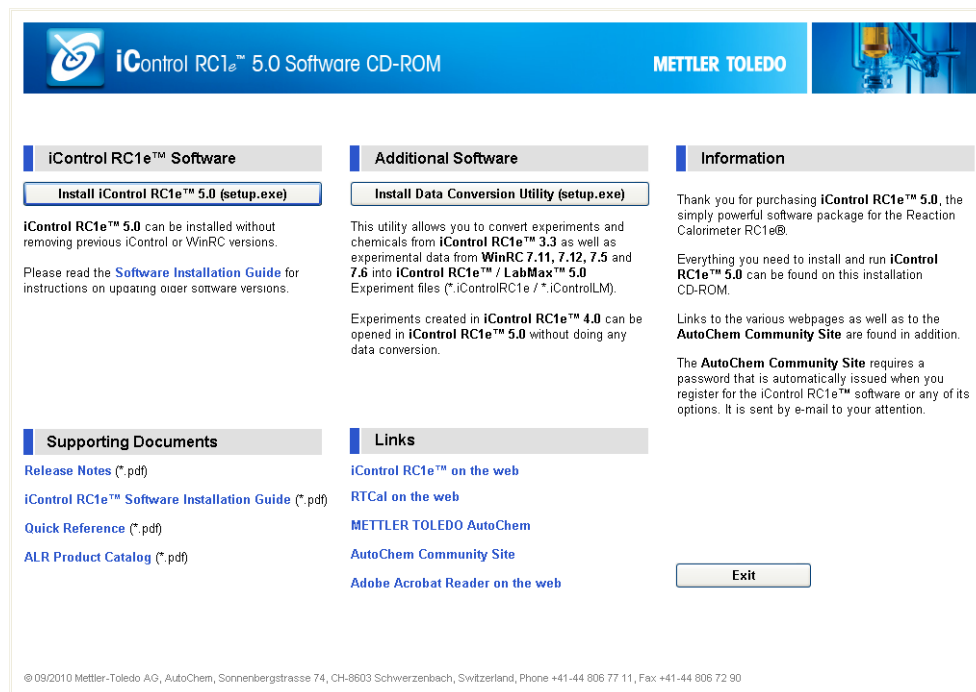 iControl RC1e™ 5.0 Software CD-ROM
METTLER TOLEDO
iControl RC1e™ Software
Install iControl RC1e™ 5.0 (setup.exe)
iControl RC1e™ 5.0 can be installed without
removing previous iControl or WinRC versions.
Please read the Software Installation Guide for
instructions on updating older software versions.
Additional Software
Install Data Conversion Utility (setup.exe)
This utility allows you to convert experiments and
chemicals from iControl RC1e™ 3.3 as well as
experimental data from WinRC 7.11, 7.12, 7.5 and
7.6 into iControl RC1e™ / LabMax™ 5.0
Experiment files (*.iControlRC1e / *.iControlLM).
Experiments created in iControl RC1e™ 4.0 can be
opened in iControl RC1e™ 5.0 without doing any
data conversion.
Information
Thank you for purchasing iControl RC1e™ 5.0, the
simply powerful software package for the Reaction
Calorimeter RC1e®.
Everything you need to install and run iControl
RC1e™ 5.0 can be found on this installation
CD-ROM.
Links to the various webpages as well as to the
AutoChem Community Site are found in addition.
The AutoChem Community Site requires a
password that is automatically issued when you
register for the iControl RC1e™ software or any of its
options. It is sent by e-mail to your attention.
Supporting Documents
Release Notes (*.pdf)
iControl RC1e™ Software Installation Guide (*.pdf)
Quick Reference (*.pdf)
ALR Product Catalog (*.pdf)
Links
iControl RC1e™ on the web
RTCal on the web
METTLER TOLEDO AutoChem
AutoChem Community Site
Adobe Acrobat Reader on the web
Exit
© 09/2010 Mettler-Toledo AG, AutoChem, Sonnenbergstrasse 74, CH-8603 Schwerzenbach, Switzerland, Phone +41-44 806 77 11, Fax +41-44 806 72 90